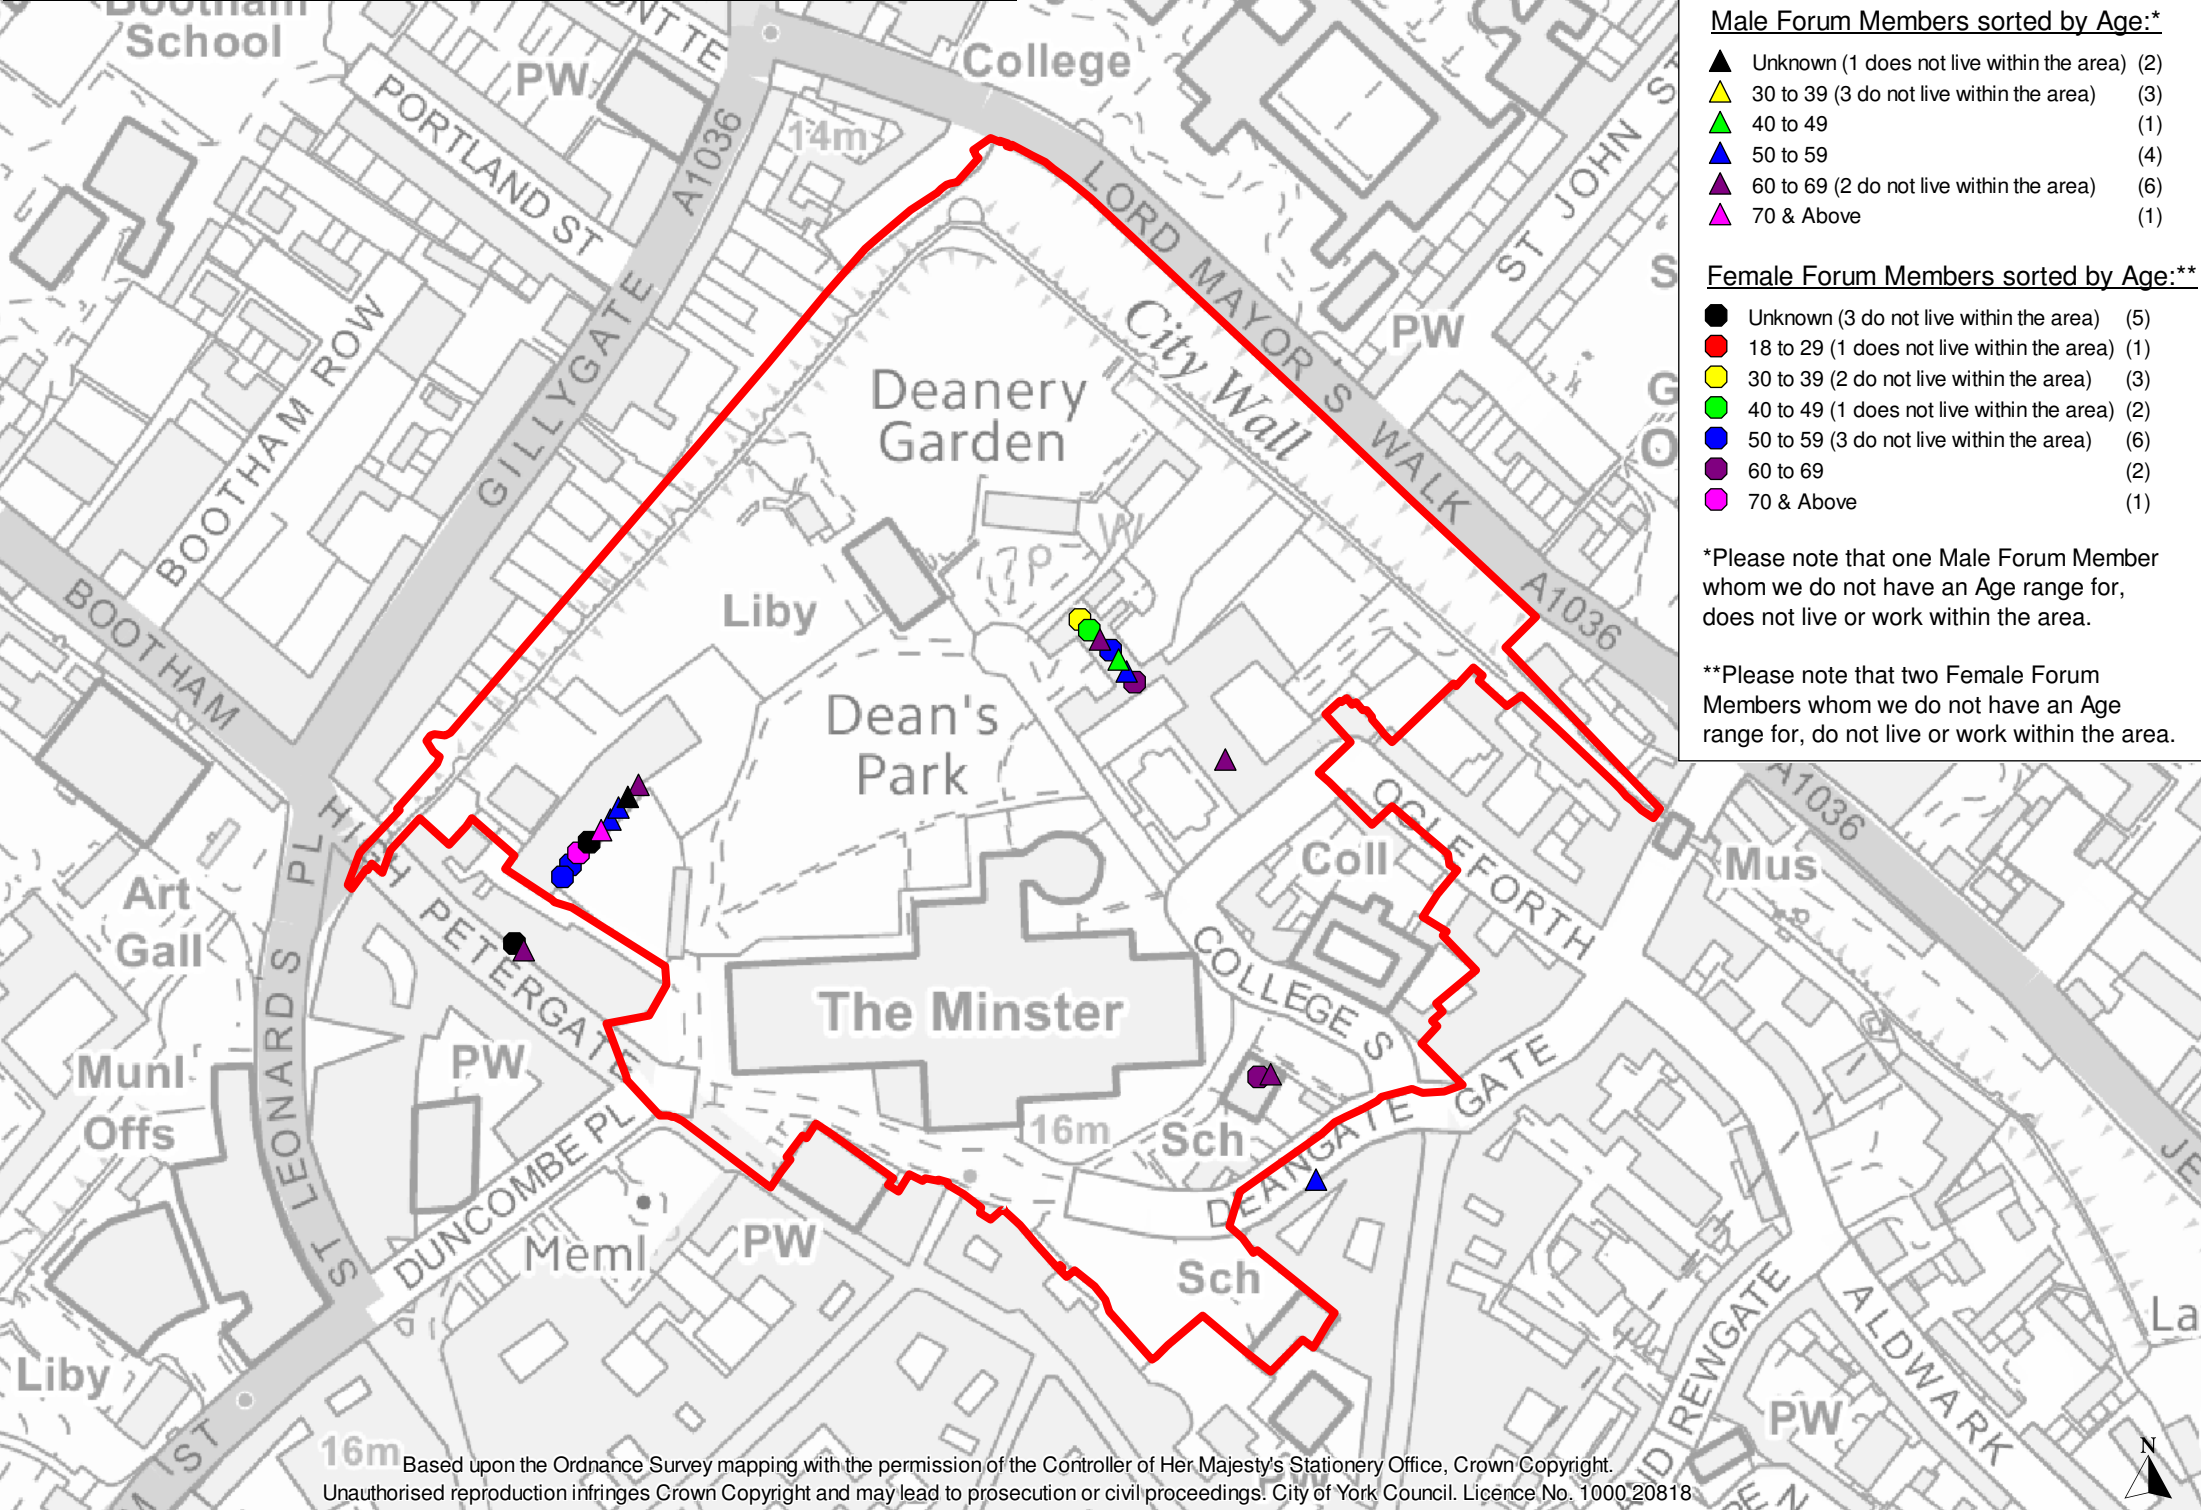 Bootham
School
PW
PORTLAND ST
A1036
14m
College
LORD MAYOR S WALK
ST JOHN ST
PW
City Wall
GILLYGATE
BOOTHAM ROW
BOOTHAM
Deanery
Garden
Liby
Dean's
Park
A1036
HIGH PETERGATE
ST LEONARDS PL
Art
Gall
Munl
Offs
PW
The Minster
COLLEGE S
Coll
OGLEFORTH
Mus
A1036
16m
Sch
DEANGATE
GATE
DUNCOMBE PL
Meml
PW
Sch
Liby
ST
16m
ALDWARK
PW
La
JE
N
Male Forum Members sorted by Age:*
Unknown (1 does not live within the area) (2)
30 to 39 (3 do not live within the area) (3)
40 to 49 (1)
50 to 59 (4)
60 to 69 (2 do not live within the area) (6)
70 & Above (1)
Female Forum Members sorted by Age:**
Unknown (3 do not live within the area) (5)
18 to 29 (1 does not live within the area) (1)
30 to 39 (2 do not live within the area) (3)
40 to 49 (1 does not live within the area) (2)
50 to 59 (3 do not live within the area) (6)
60 to 69 (2)
70 & Above (1)
*Please note that one Male Forum Member
whom we do not have an Age range for,
does not live or work within the area.
**Please note that two Female Forum
Members whom we do not have an Age
range for, do not live or work within the area.
Based upon the Ordnance Survey mapping with the permission of the Controller of Her Majesty's Stationery Office, Crown Copyright.
Unauthorised reproduction infringes Crown Copyright and may lead to prosecution or civil proceedings. City of York Council. Licence No. 1000 20818